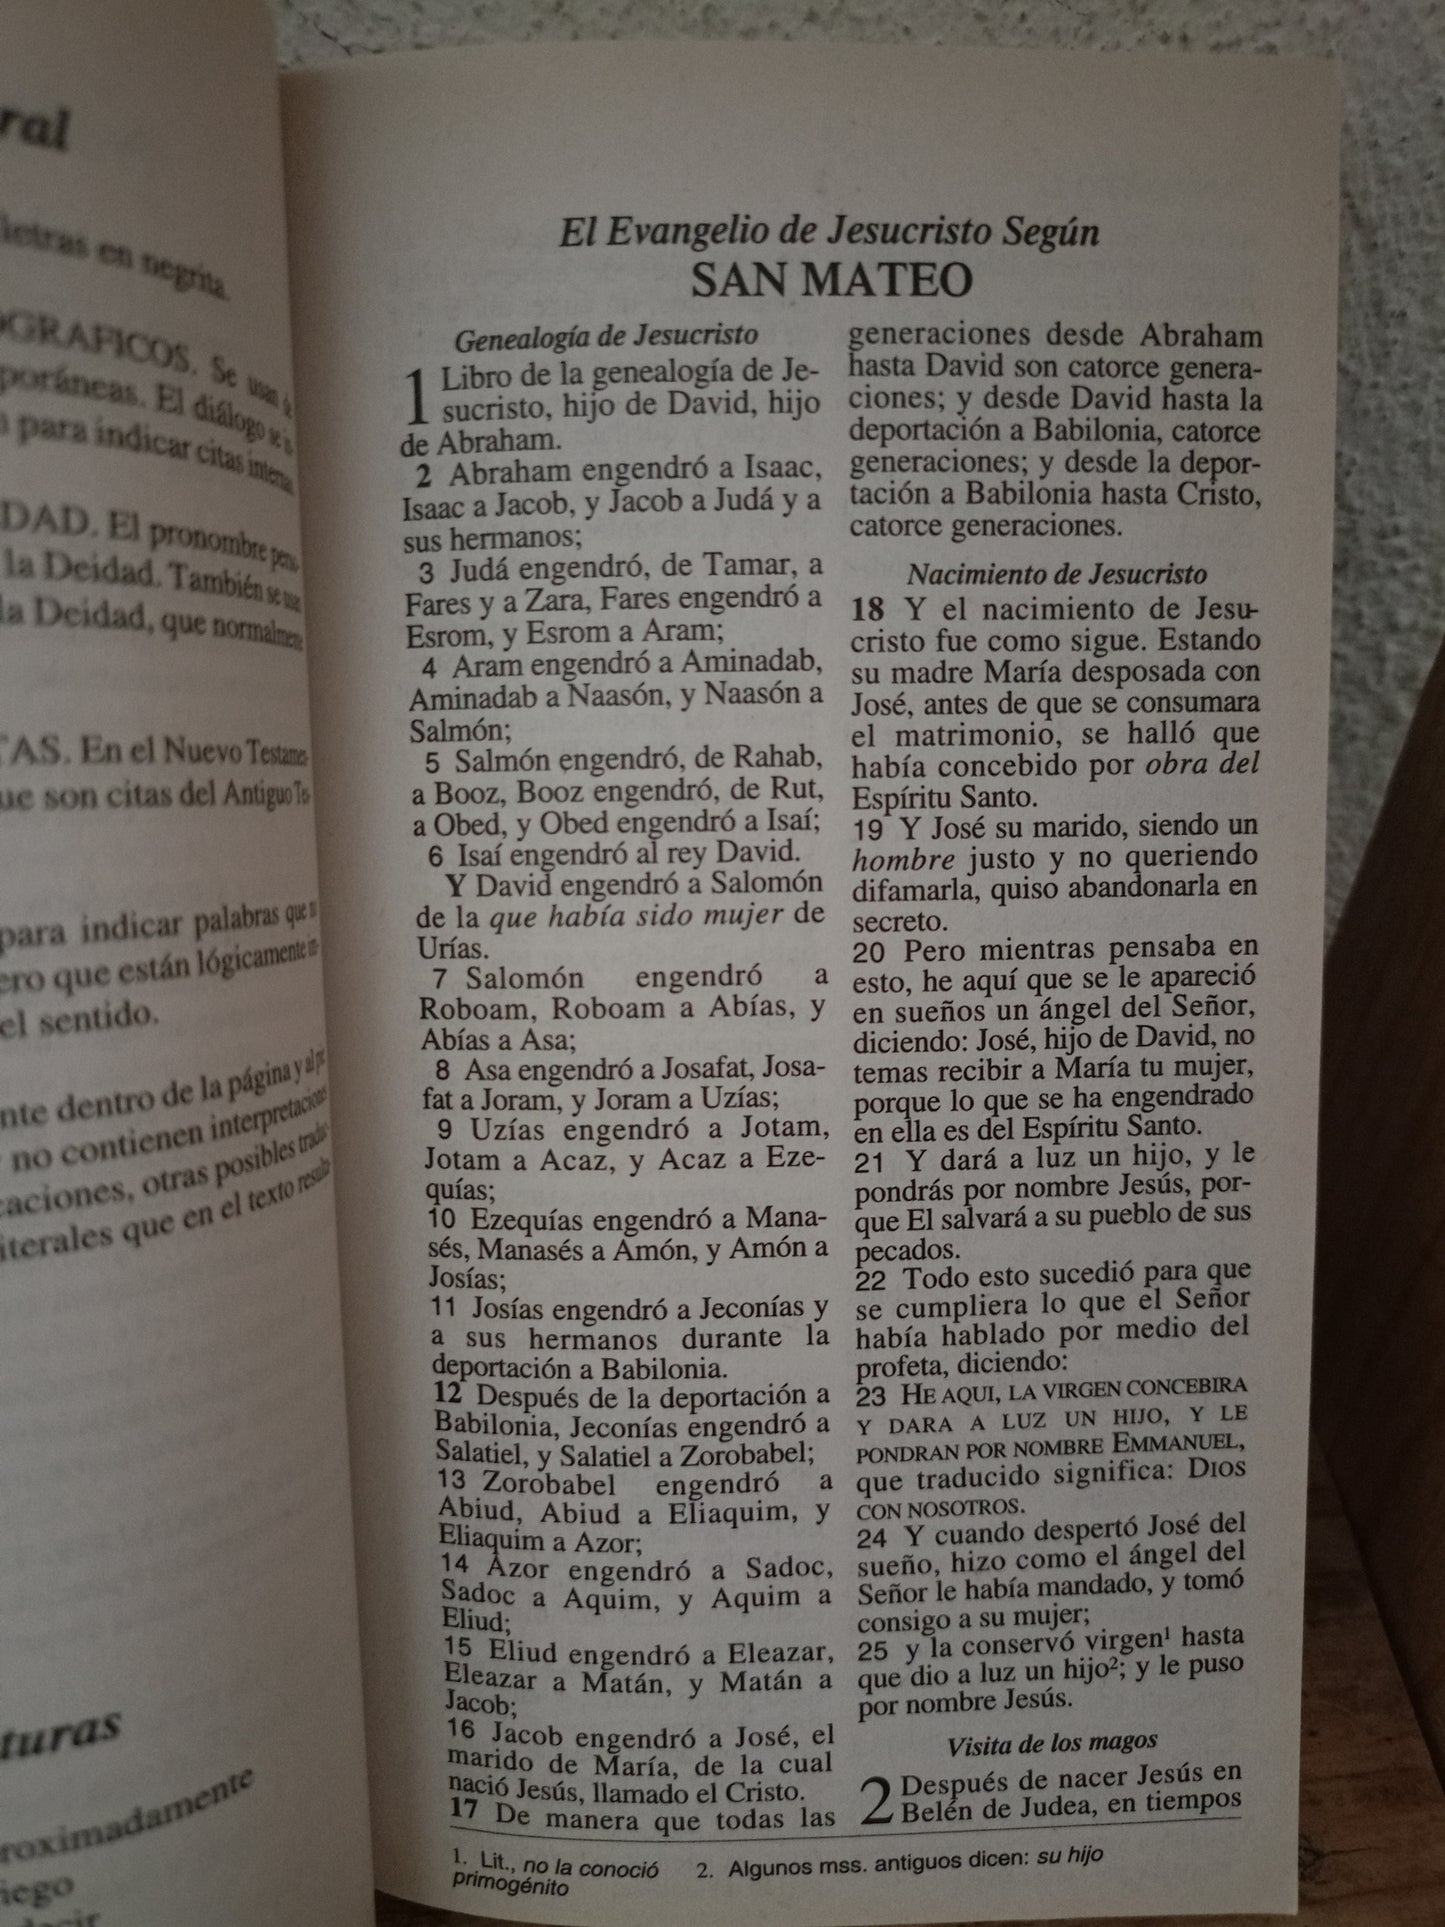 ral
letras en negrita.
OGRAFICOS. Se usan
poráneas. El diálogo se
para indicar citas
DAD. El pronombre
la Deidad. También se
la Deidad, que normalmente
TAS. En el Nuevo
que son citas del Antiguo
para indicar palabras que
ero que están lógicamente
el sentido.
nte dentro de la página y al
no contienen
caciones, otras posibles
literales que en el texto
turas
roximadamente
riego
decir
El Evangelio de Jesucristo Según
SAN MATEO
Genealogía de Jesucristo
1 Libro de la genealogía de Je-
sucristo, hijo de David, hijo
de Abraham.
2 Abraham engendró a Isaac,
Isaac a Jacob, y Jacob a Judá y a
sus hermanos;
3 Judá engendró, de Tamar, a
Fares y a Zara, Fares engendró a
Esrom, y Esrom a Aram;
4 Aram engendró a Aminadab,
Aminadab a Naasón, y Naasón a
Salmón;
5 Salmón engendró, de Rahab,
a Booz, Booz engendró, de Rut,
a Obed, y Obed engendró a Isaí;
6 Isaí engendró al rey David.
Y David engendró a Salomón
de la que había sido mujer de
Urías.
7 Salomón engendró a
Roboam, Roboam a Abías, y
Abías a Asa;
8 Asa engendró a Josafat, Josa-
fat a Joram, y Joram a Uzías;
9 Uzías engendró a Jotam,
Jotam a Acaz, y Acaz a Eze-
quías;
10 Ezequías engendró a Mana-
sés, Manasés a Amón, y Amón a
Josías;
11 Josías engendró a Jeconías y
a sus hermanos durante la
deportación a Babilonia.
12 Después de la deportación a
Babilonia, Jeconías engendró a
Salatiel, y Salatiel a Zorobabel;
13 Zorobabel engendró a
Abiud, Abiud a Eliaquim, y
Eliaquim a Azor;
14 Azor engendró a Sadoc,
Sadoc a Aquim, y Aquim a
Eliud;
15 Eliud engendró a Eleazar,
Eleazar a Matán, y Matán a
Jacob;
16 Jacob engendró a José, el
marido de María, de la cual
nació Jesús, llamado el Cristo.
17 De manera que todas las
generaciones desde Abraham
hasta David son catorce genera-
ciones; y desde David hasta la
deportación a Babilonia, catorce
generaciones; y desde la depor-
tación a Babilonia hasta Cristo,
catorce generaciones.
Nacimiento de Jesucristo
18 Y el nacimiento de Jesu-
cristo fue como sigue. Estando
su madre María desposada con
José, antes de que se consumara
el matrimonio, se halló que
había concebido por obra del
Espíritu Santo.
19 Y José su marido, siendo un
hombre justo y no queriendo
difamarla, quiso abandonarla en
secreto.
20 Pero mientras pensaba en
esto, he aquí que se le apareció
en sueños un ángel del Señor,
diciendo: José, hijo de David, no
temas recibir a María tu mujer,
porque lo que se ha engendrado
en ella es del Espíritu Santo.
21 Y dará a luz un hijo, y le
pondrás por nombre Jesús, por-
que El salvará a su pueblo de sus
pecados.
22 Todo esto sucedió para que
se cumpliera lo que el Señor
había hablado por medio del
profeta, diciendo:
23 HE AQUI, LA VIRGEN CONCEBIRA
Y DARA A LUZ UN HIJO, Y LE
PONDRAN POR NOMBRE EMMANUEL,
que traducido significa: DIOS
CON NOSOTROS.
24 Y cuando despertó José del
sueño, hizo como el ángel del
Señor le había mandado, y tomó
consigo a su mujer;
25 y la conservó virgen¹ hasta
que dio a luz un hijo²; y le puso
por nombre Jesús.
Visita de los magos
2 Después de nacer Jesús en
Belén de Judea, en tiempos
1. Lit., no la conoció 2. Algunos mss. antiguos dicen: su hijo
primogénito